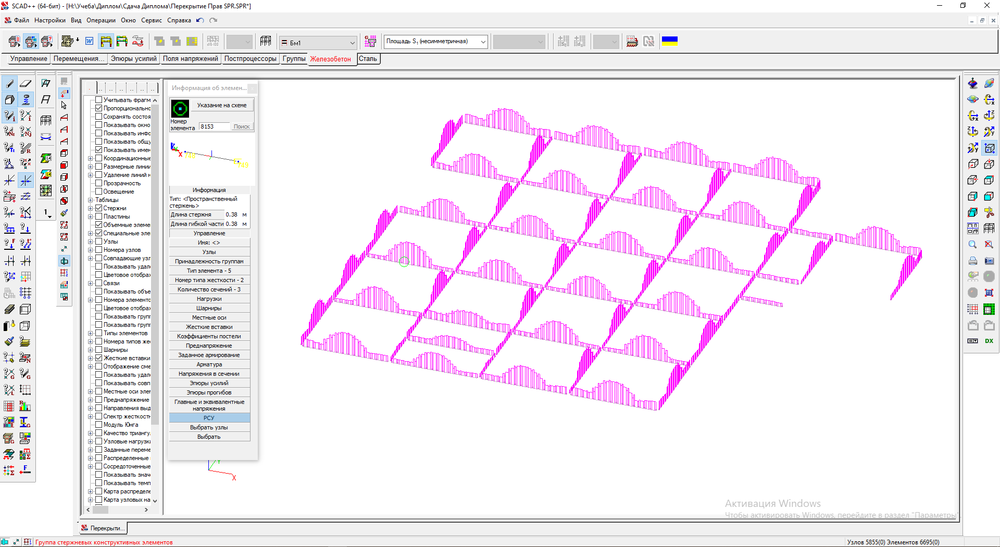 SCAD++ (64-бит) - [H:\Учеба\Диплом\Сдача Диплома\Перекрытие Прав SPR.SPR*]
Файл Настройки Вид Операции Окно Сервис Справка
Бм1
Площадь S1 (несимметричная)
Управление Перемещения... Эпюры усилий Поля напряжений Постпроцессоры Группы Железобетон Сталь
Учитывать фрагм
Пропорционально
Сохранять состоя
Показывать окно
Показывать инфо
Показывать общу
Показывать имен
Координационные
Размерные линии
Удаление линий н
Прозрачность
Освещение
Таблицы
Стержни
Пластины
Объемные элеме
Специальные эле
Узлы
Номера узлов
Совпадающие узл
Показывать удале
Цветовое отображ
Связи
Показывать объе
Номера элементо
Цветовое отображ
Показывать групп
Показывать групп
Типы элементов
Номера типов жес
Шарниры
Жесткие вставки
Отображение сме
Показывать удал
Показывать совп
Местные оси элем
Преднапряжение
Направления выд
Спектр жесткост
Модуль Юнга
Качество триангу
Узловые нагрузки
Заданные переме
Распределенные
Сосредоточенные
Показывать значе
Показывать темп
Карта распределе
Карта узловых на
Информация об элемен...
Указание на схеме
Номер
элемента 8153 Поиск
Z
Y
X
748
749
Информация
Тип: <Пространственный
стержень>
Длина стержня 0.38 м
Длина гибкой части 0.38 м
Управление
Имя: <>
Узлы
Принадлежность группам
Тип элемента - 5
Номер типа жесткости - 2
Количество сечений - 3
Нагрузки
Шарниры
Местные оси
Жесткие вставки
Коэффициенты постели
Преднапряжение
Заданное армирование
Арматура
Напряжения в сечении
Эпюры усилий
Эпюры прогибов
Главные и эквивалентные
напряжения
РСУ
Выбрать узлы
Выбрать
Y
X
DX
Активация Windows
Чтобы активировать Windows, перейдите в раздел "Параметры".
Перекрыти...
Группа стержневых конструктивных элементов
Узлов 5855(0) Элементов 6695(0)